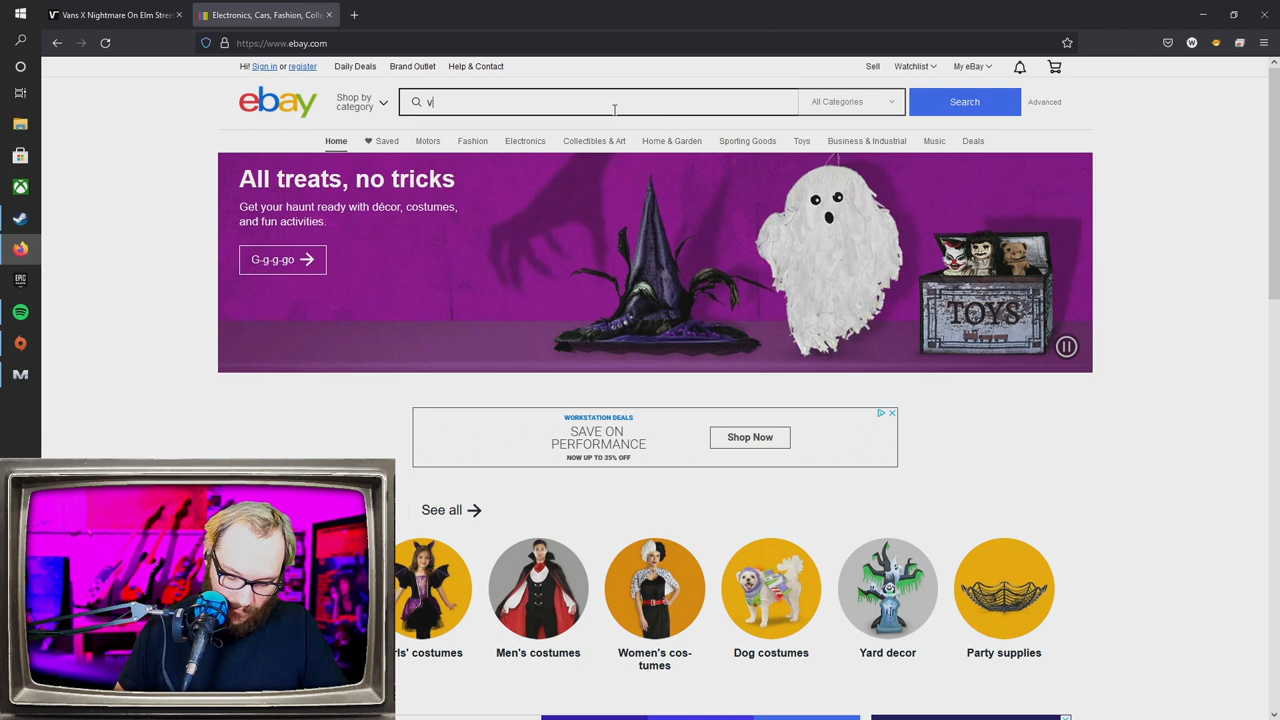 Vans X Nightmare On Elm Street
Electronics, Cars, Fashion, Colle
https://www.ebay.com
Hi! Sign in or register
Daily Deals
Brand Outlet
Help & Contact
Sell
Watchlist
My eBay
ebay
Shop by
category
v
All Categories
Search
Advanced
Home
Saved
Motors
Fashion
Electronics
Collectibles & Art
Home & Garden
Sporting Goods
Toys
Business & Industrial
Music
Deals
All treats, no tricks
Get your haunt ready with décor, costumes,
and fun activities.
G-g-g-go
TOYS
WORKSTATION DEALS
SAVE ON
PERFORMANCE
NOW UP TO 35% OFF
Shop Now
See all
rls' costumes
Men's costumes
Women's cos-
tumes
Dog costumes
Yard decor
Party supplies
EPIC